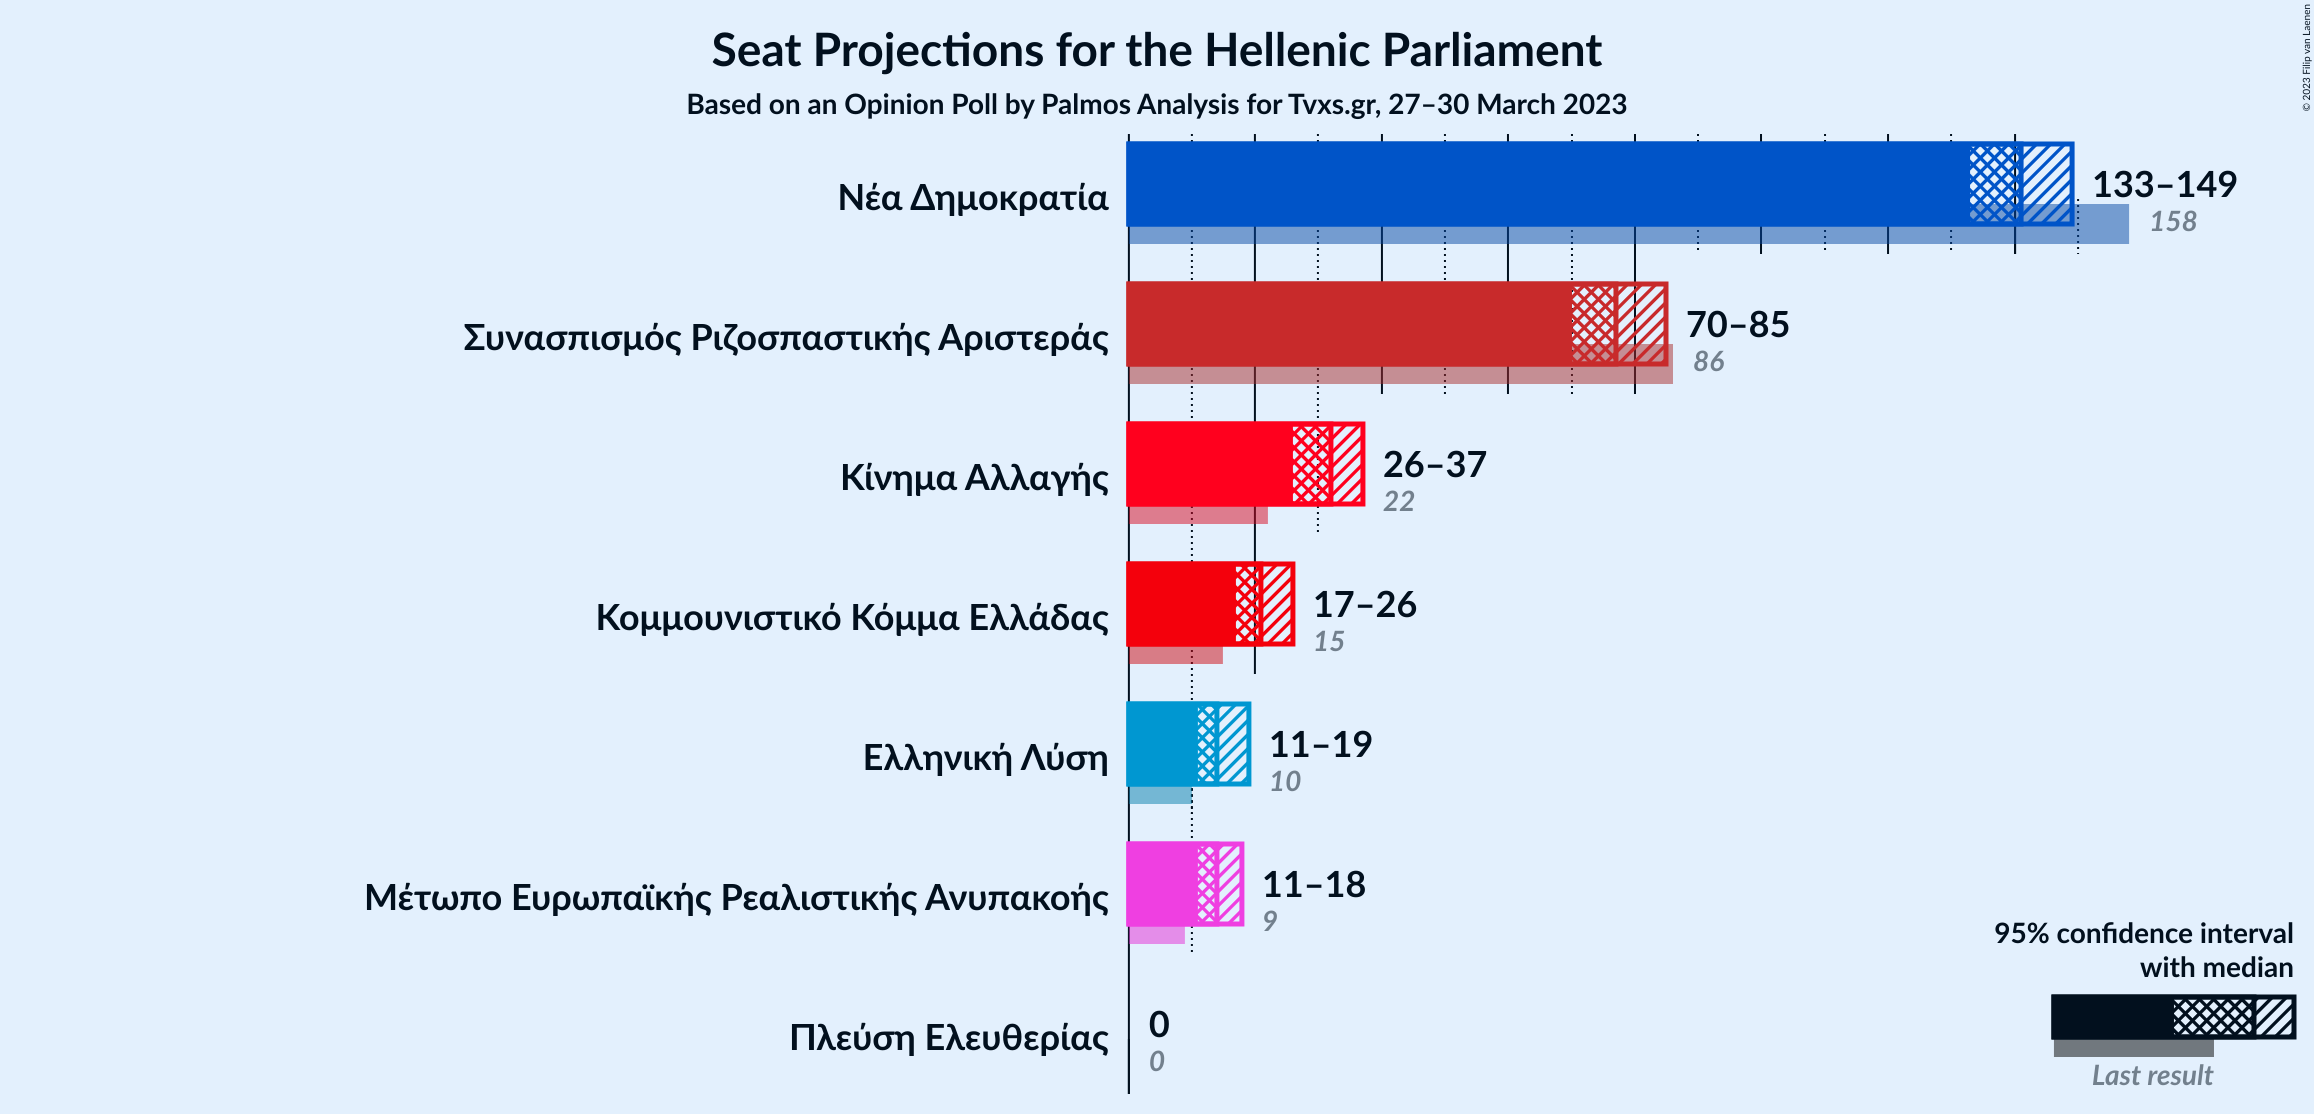 Seat Projections for the Hellenic Parliament
Based on an Opinion Poll by Palmos Analysis for Tvxs.gr, 27–30 March 2023
© 2023 Filip van Laenen
Νέα Δημοκρατία
133–149
158
Συνασπισμός Ριζοσπαστικής Αριστεράς
70–85
86
Κίνημα Αλλαγής
26–37
22
Κομμουνιστικό Κόμμα Ελλάδας
17–26
15
Ελληνική Λύση
11–19
10
Μέτωπο Ευρωπαϊκής Ρεαλιστικής Ανυπακοής
11–18
9
Πλεύση Ελευθερίας
0
0
95% confidence interval
with median
Last result